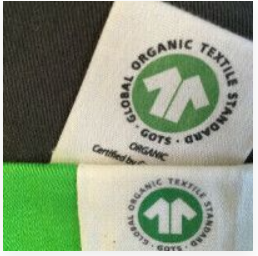 GLOBAL ORGANIC TEXTILE STANDARD
· GOTS ·
ORGANIC
Certified by
GLOBAL ORGANIC TEXTILE STANDARD
· GOTS ·